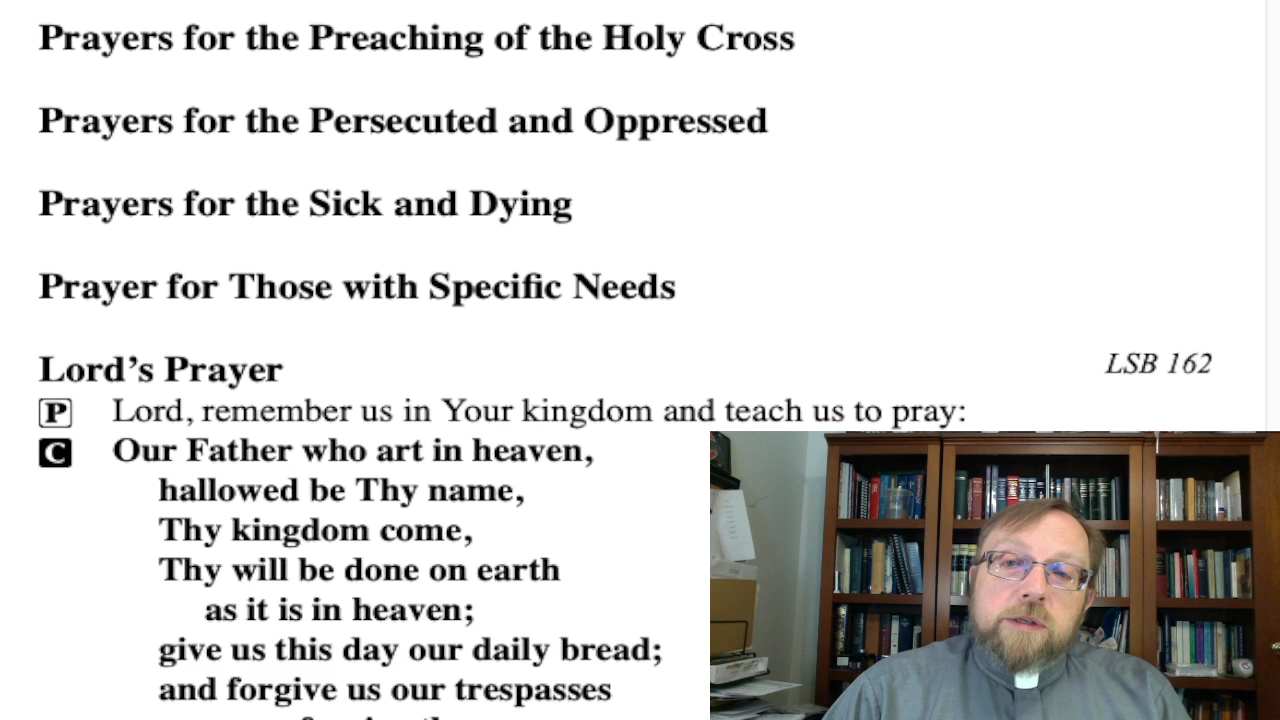 Prayers for the Preaching of the Holy Cross
Prayers for the Persecuted and Oppressed
Prayers for the Sick and Dying
Prayer for Those with Specific Needs
Lord’s Prayer LSB 162
P Lord, remember us in Your kingdom and teach us to pray:
C Our Father who art in heaven,
hallowed be Thy name,
Thy kingdom come,
Thy will be done on earth
as it is in heaven;
give us this day our daily bread;
and forgive us our trespasses